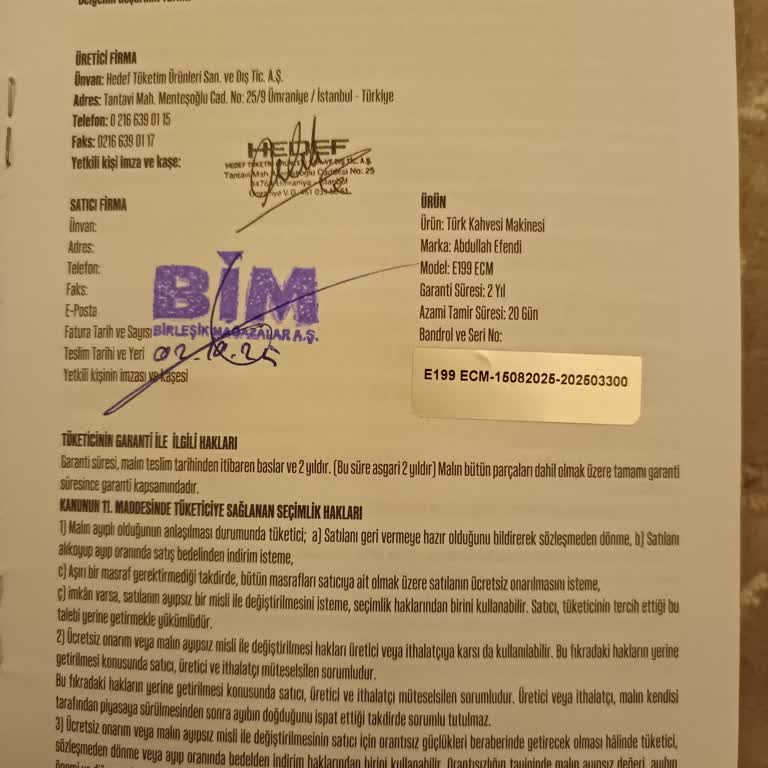 ÜRETİCİ FİRMA
Ünvan: Hedef Tüketim Ürünleri San. ve Dış Tic. A.Ş.
Adres: Tantavi Mah. Menteşoğlu Cad. No: 25/9 Ümraniye / İstanbul - Türkiye
Telefon: 0 216 639 01 15
Faks: 0216 639 01 17
Yetkili kişi imza ve kaşe:
HEDEF
SATICI FİRMA
Ünvan:
Adres:
Telefon:
Faks:
E-Posta
Fatura Tarih ve Sayısı
Teslim Tarihi ve Yeri
Yetkili kişinin imzası ve kaşesi
BİM
BİRLEŞİK MAĞAZALAR A.Ş.
ÜRÜN
Ürün: Türk Kahvesi Makinesi
Marka: Abdullah Efendi
Model: E199 ECM
Garanti Süresi: 2 Yıl
Azami Tamir Süresi: 20 Gün
Bandrol ve Seri No:
E199 ECM-15082025-202503300
TÜKETİCİNİN GARANTİ İLE İLGİLİ HAKLARI
Garanti süresi, malın teslim tarihinden itibaren baslar ve 2 yıldır. (Bu süre asgari 2 yıldır) Malın bütün parçaları dahil olmak üzere tamamı garanti
süresince garanti kapsamındadır.
KANUNUN 11. MADDESİNDE TÜKETİCİYE SAĞLANAN SEÇİMLİK HAKLARI
1) Malın ayıplı olduğunun anlaşılması durumunda tüketici; a) Satılanı geri vermeye hazır olduğunu bildirerek sözleşmeden dönme, b) Satılanı
alıkoyup ayıp oranında satış bedelinden indirim isteme,
c) Aşırı bir masraf gerektirmediği takdirde, bütün masrafları satıcıya ait olmak üzere satılanın ücretsiz onarılmasını isteme,
ç) imkân varsa, satılanın ayıpsız bir misli ile değiştirilmesini isteme, seçimlik haklarından birini kullanabilir. Satıcı, tüketicinin tercih ettiği bu
talebi yerine getirmekle yükümlüdür.
2) Ücretsiz onarım veya malın ayıpsız misli ile değiştirilmesi hakları üretici veya ithalatçıya karsı da kullanılabilir. Bu fıkradaki hakların yerine
getirilmesi konusunda satıcı, üretici ve ithalatçı müteselsilen sorumludur.
Bu fıkradaki hakların yerine getirilmesi konusunda satıcı, üretici ve ithalatçı müteselsilen sorumludur. Üretici veya ithalatçı, malın kendisi
tarafından piyasaya sürülmesinden sonra ayıbın doğduğunu ispat ettiği takdirde sorumlu tutulmaz.
3) Ücretsiz onarım veya malın ayıpsız misli ile değiştirilmesinin satıcı için orantısız güçlükleri beraberinde getirecek olması hâlinde tüketici,
sözleşmeden dönme veya ayıp oranında bedelden indirim haklarından birini kullanabilir. Orantısızlığın tayininde malın ayıpsız değeri, ayıbın